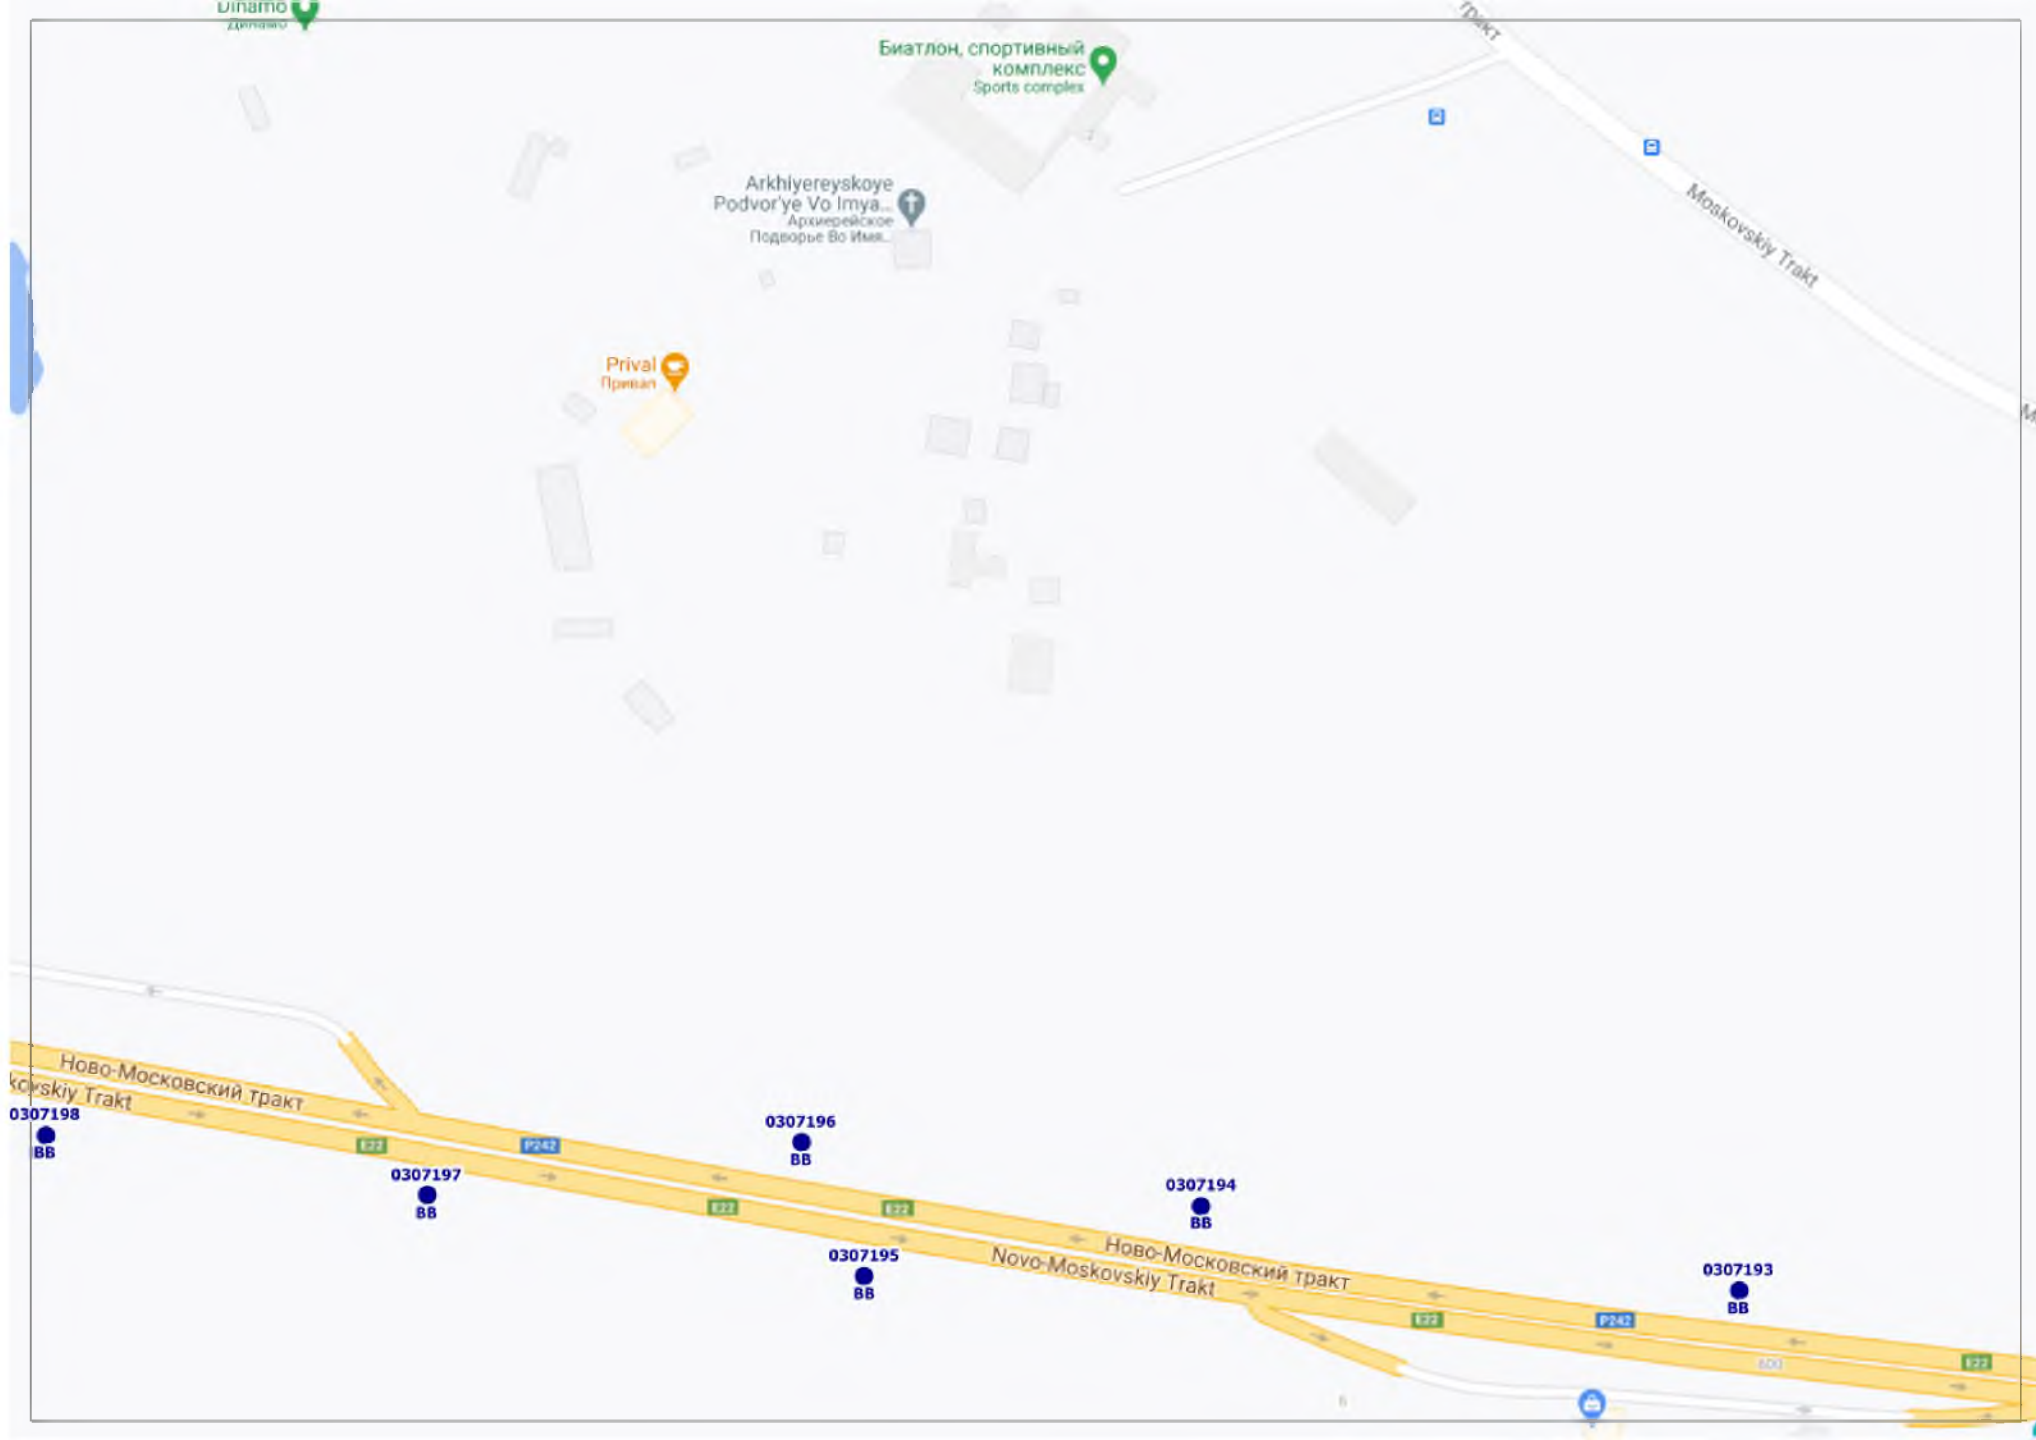 Dinamo
Динамо
тракт
Биатлон, спортивный
комплекс
Sports complex
Arkhiyereyskoye
Podvor'ye Vo Imya...
Архиерейское
Подворье Во Имя...
Moskovskiy Trakt
Prival
Привал
Ново-Московский тракт
kovskiy Trakt
0307198
BB
E22
P242
0307197
BB
0307196
BB
E22
E22
0307195
BB
0307194
BB
Ново-Московский тракт
Novo-Moskovskiy Trakt
0307193
BB
E22
P242
600
E22